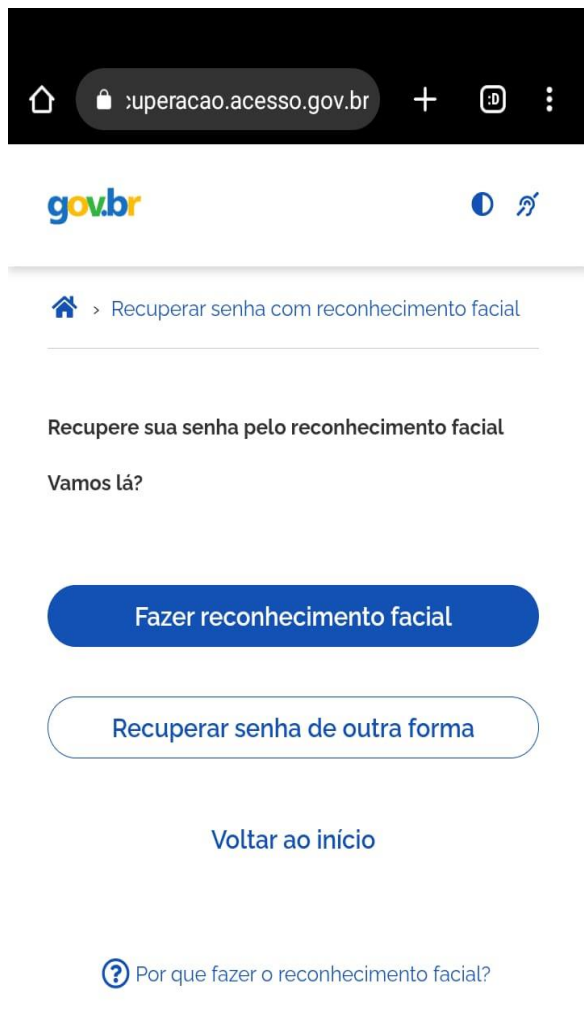 :uperacao.acesso.gov.br
:D
gov.br
Recuperar senha com reconhecimento facial
Recupere sua senha pelo reconhecimento facial
Vamos lá?
Fazer reconhecimento facial
Recuperar senha de outra forma
Voltar ao início
? Por que fazer o reconhecimento facial?